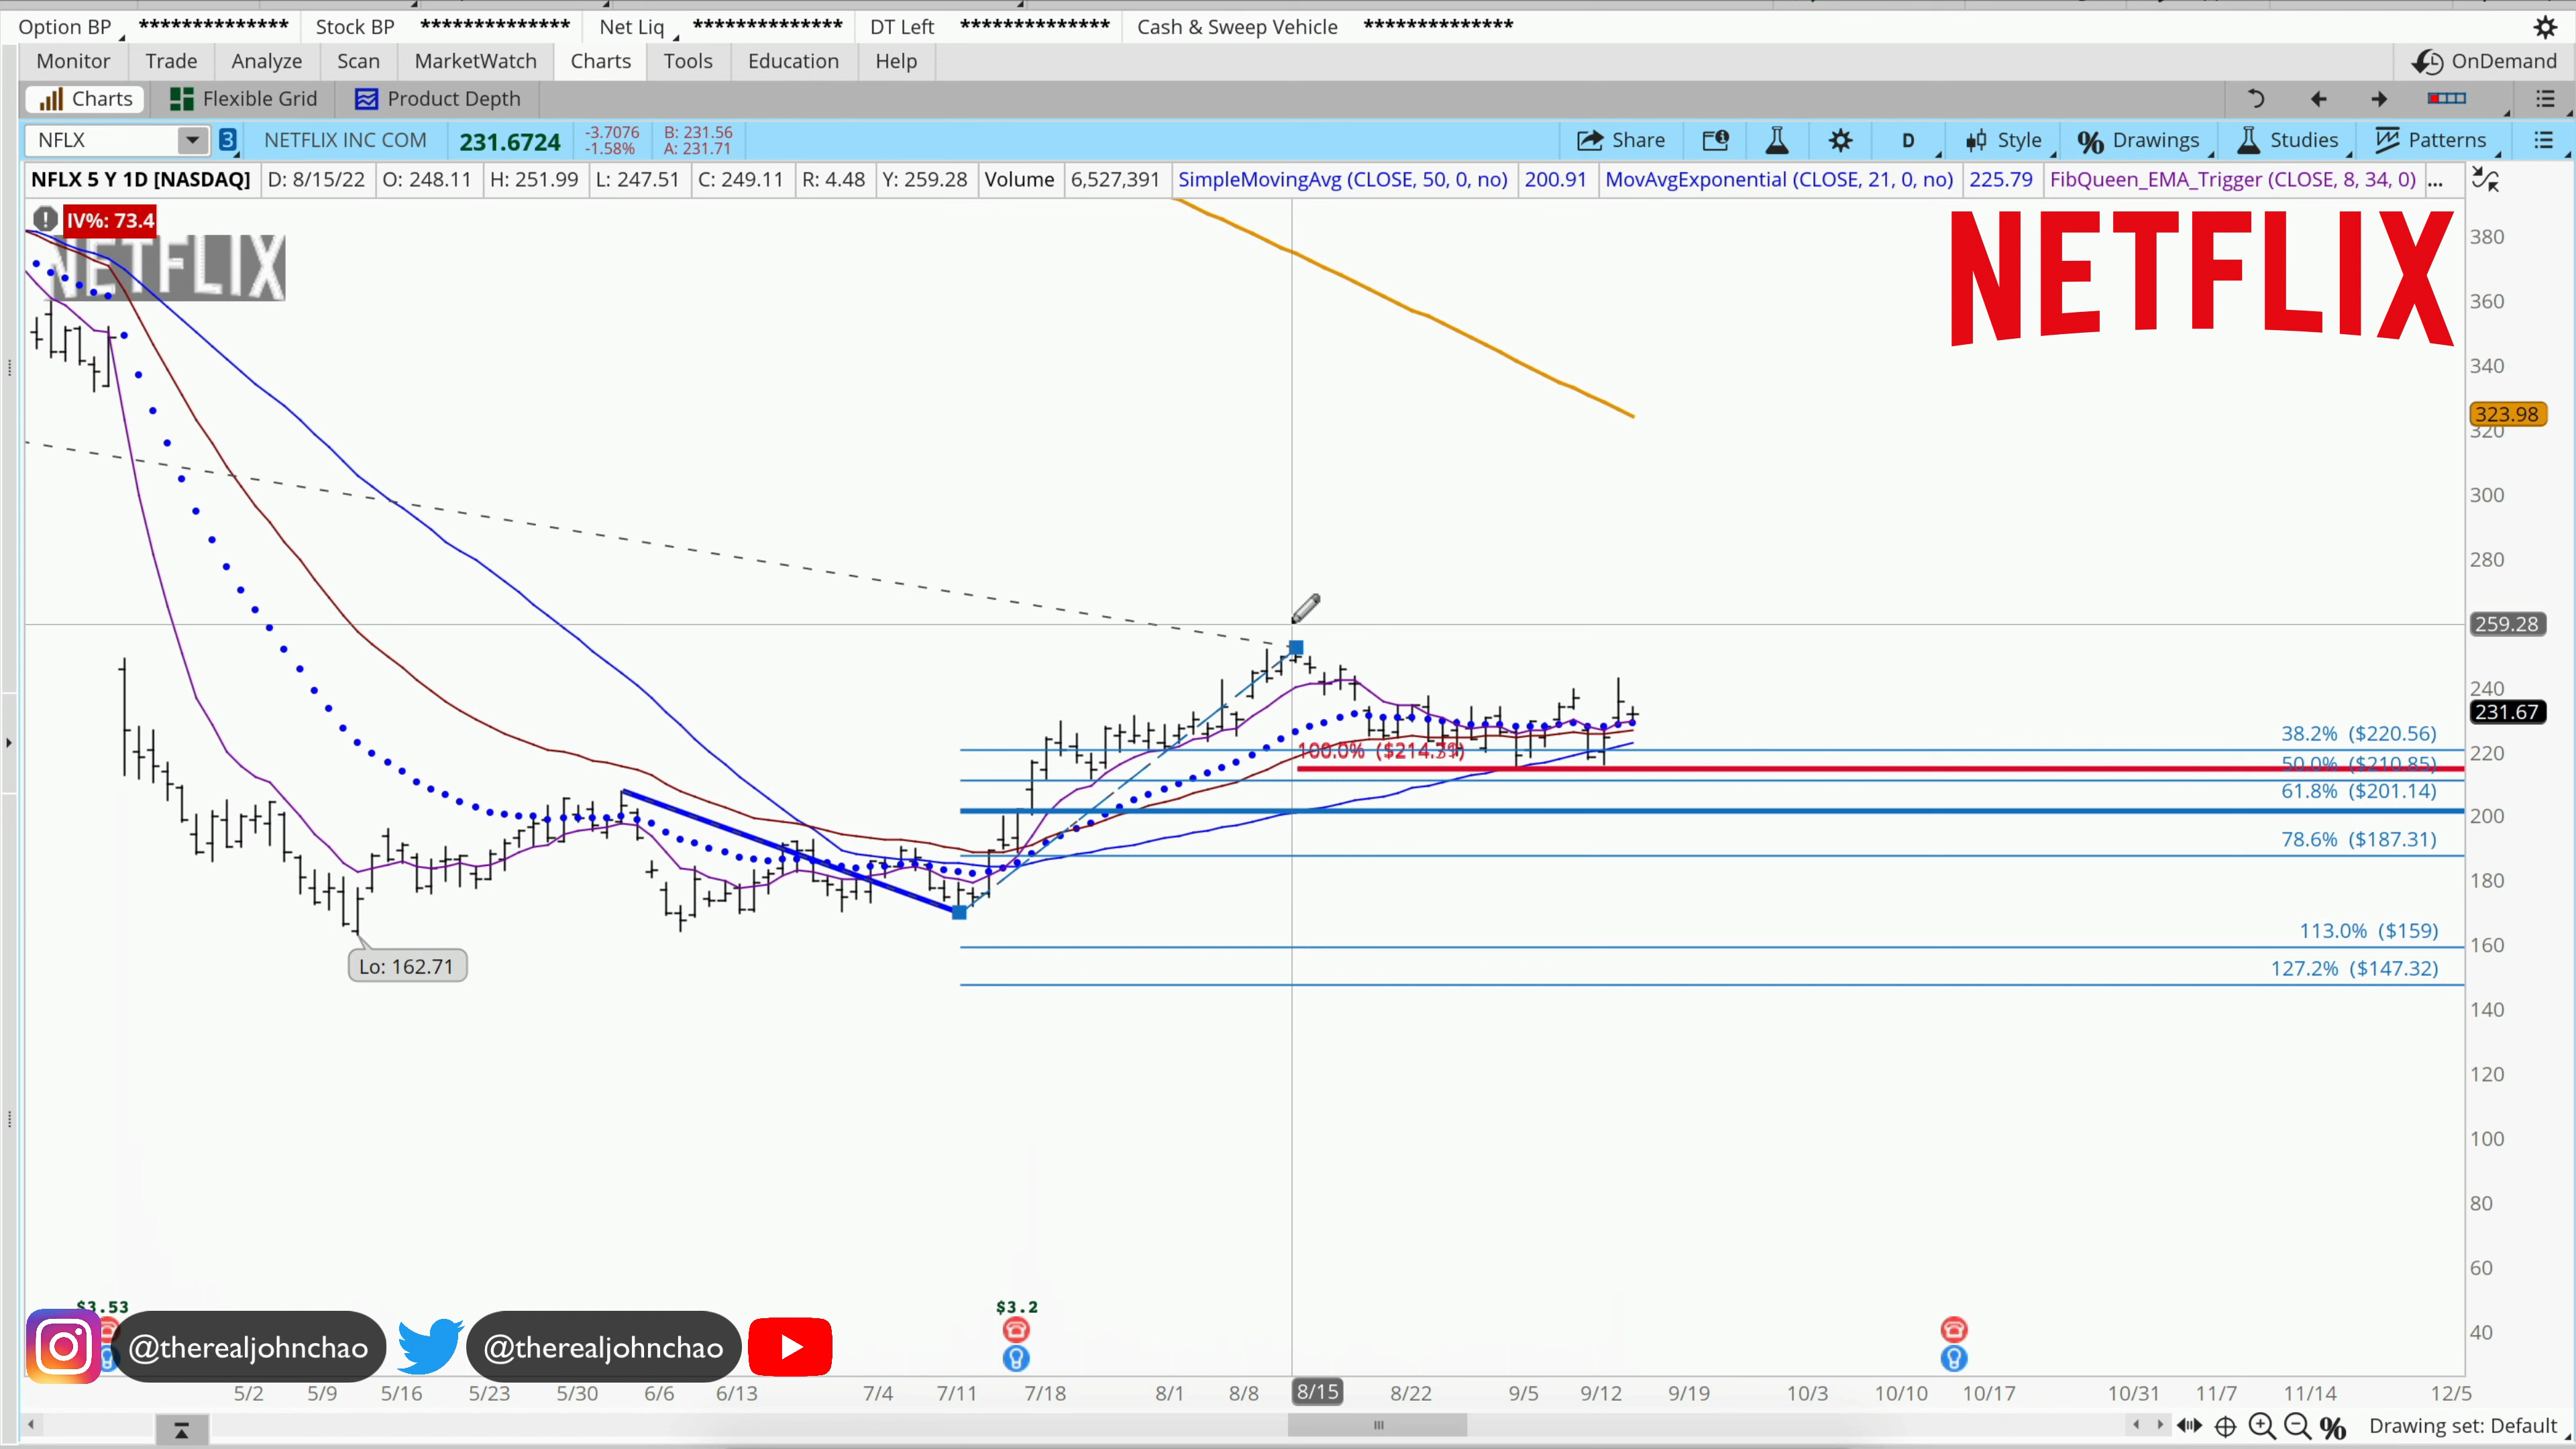 Option BP ************** Stock BP ************** Net Liq ************** DT Left ************** Cash & Sweep Vehicle **************
Monitor Trade Analyze Scan MarketWatch Charts Tools Education Help OnDemand
Charts Flexible Grid Product Depth
NFLX 3 NETFLIX INC COM 231.6724 -3.7076 B: 231.56 Share D Style Drawings Studies Patterns
-1.58% A: 231.71
NFLX 5 Y 1D [NASDAQ] D: 8/15/22 O: 248.11 H: 251.99 L: 247.51 C: 249.11 R: 4.48 Y: 259.28 Volume 6,527,391 SimpleMovingAvg (CLOSE, 50, 0, no) 200.91 MovAvgExponential (CLOSE, 21, 0, no) 225.79 FibQueen_EMA_Trigger (CLOSE, 8, 34, 0) ...
IV%: 73.4
NETFLIX
NETFLIX
380
360
340
323.98
320
300
280
259.28
240
231.67
38.2% ($220.56)
100.0%
220
50.0% ($210.85)
61.8% ($201.14)
200
78.6% ($187.31)
180
113.0% ($159)
160
Lo: 162.71
127.2% ($147.32)
140
120
100
80
60
40
$3.53 $3.2
@therealjohnchao @therealjohnchao
5/2 5/9 5/16 5/23 5/30 6/6 6/13 7/4 7/11 7/18 8/1 8/8 8/15 8/22 9/5 9/12 9/19 10/3 10/10 10/17 10/31 11/7 11/14 12/5
Drawing set: Default